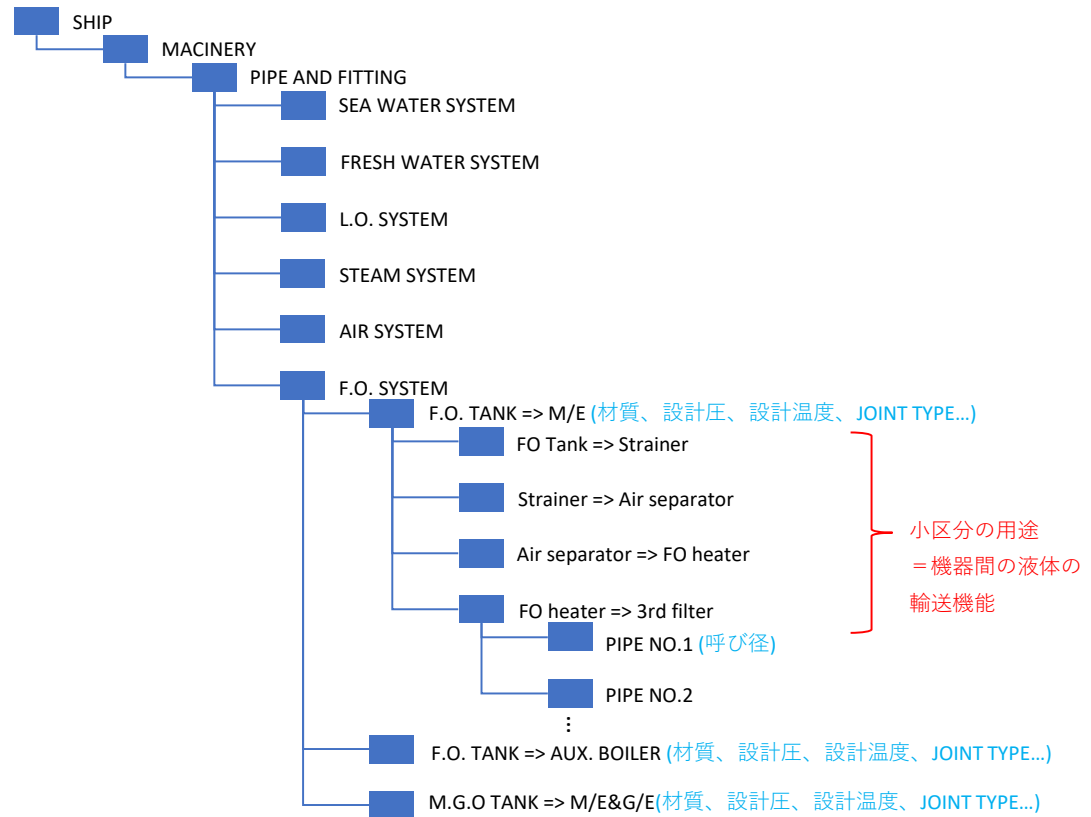 SHIP
MACINERY
PIPE AND FITTING
SEA WATER SYSTEM
FRESH WATER SYSTEM
L.O. SYSTEM
STEAM SYSTEM
AIR SYSTEM
F.O. SYSTEM
F.O. TANK => M/E (材質、設計圧、設計温度、JOINT TYPE...)
FO Tank => Strainer
Strainer => Air separator
Air separator => FO heater
FO heater => 3rd filter
小区分の用途
＝機器間の液体の
輸送機能
PIPE NO.1 (呼び径)
PIPE NO.2
⋮
F.O. TANK => AUX. BOILER (材質、設計圧、設計温度、JOINT TYPE...)
M.G.O TANK => M/E&G/E(材質、設計圧、設計温度、JOINT TYPE...)